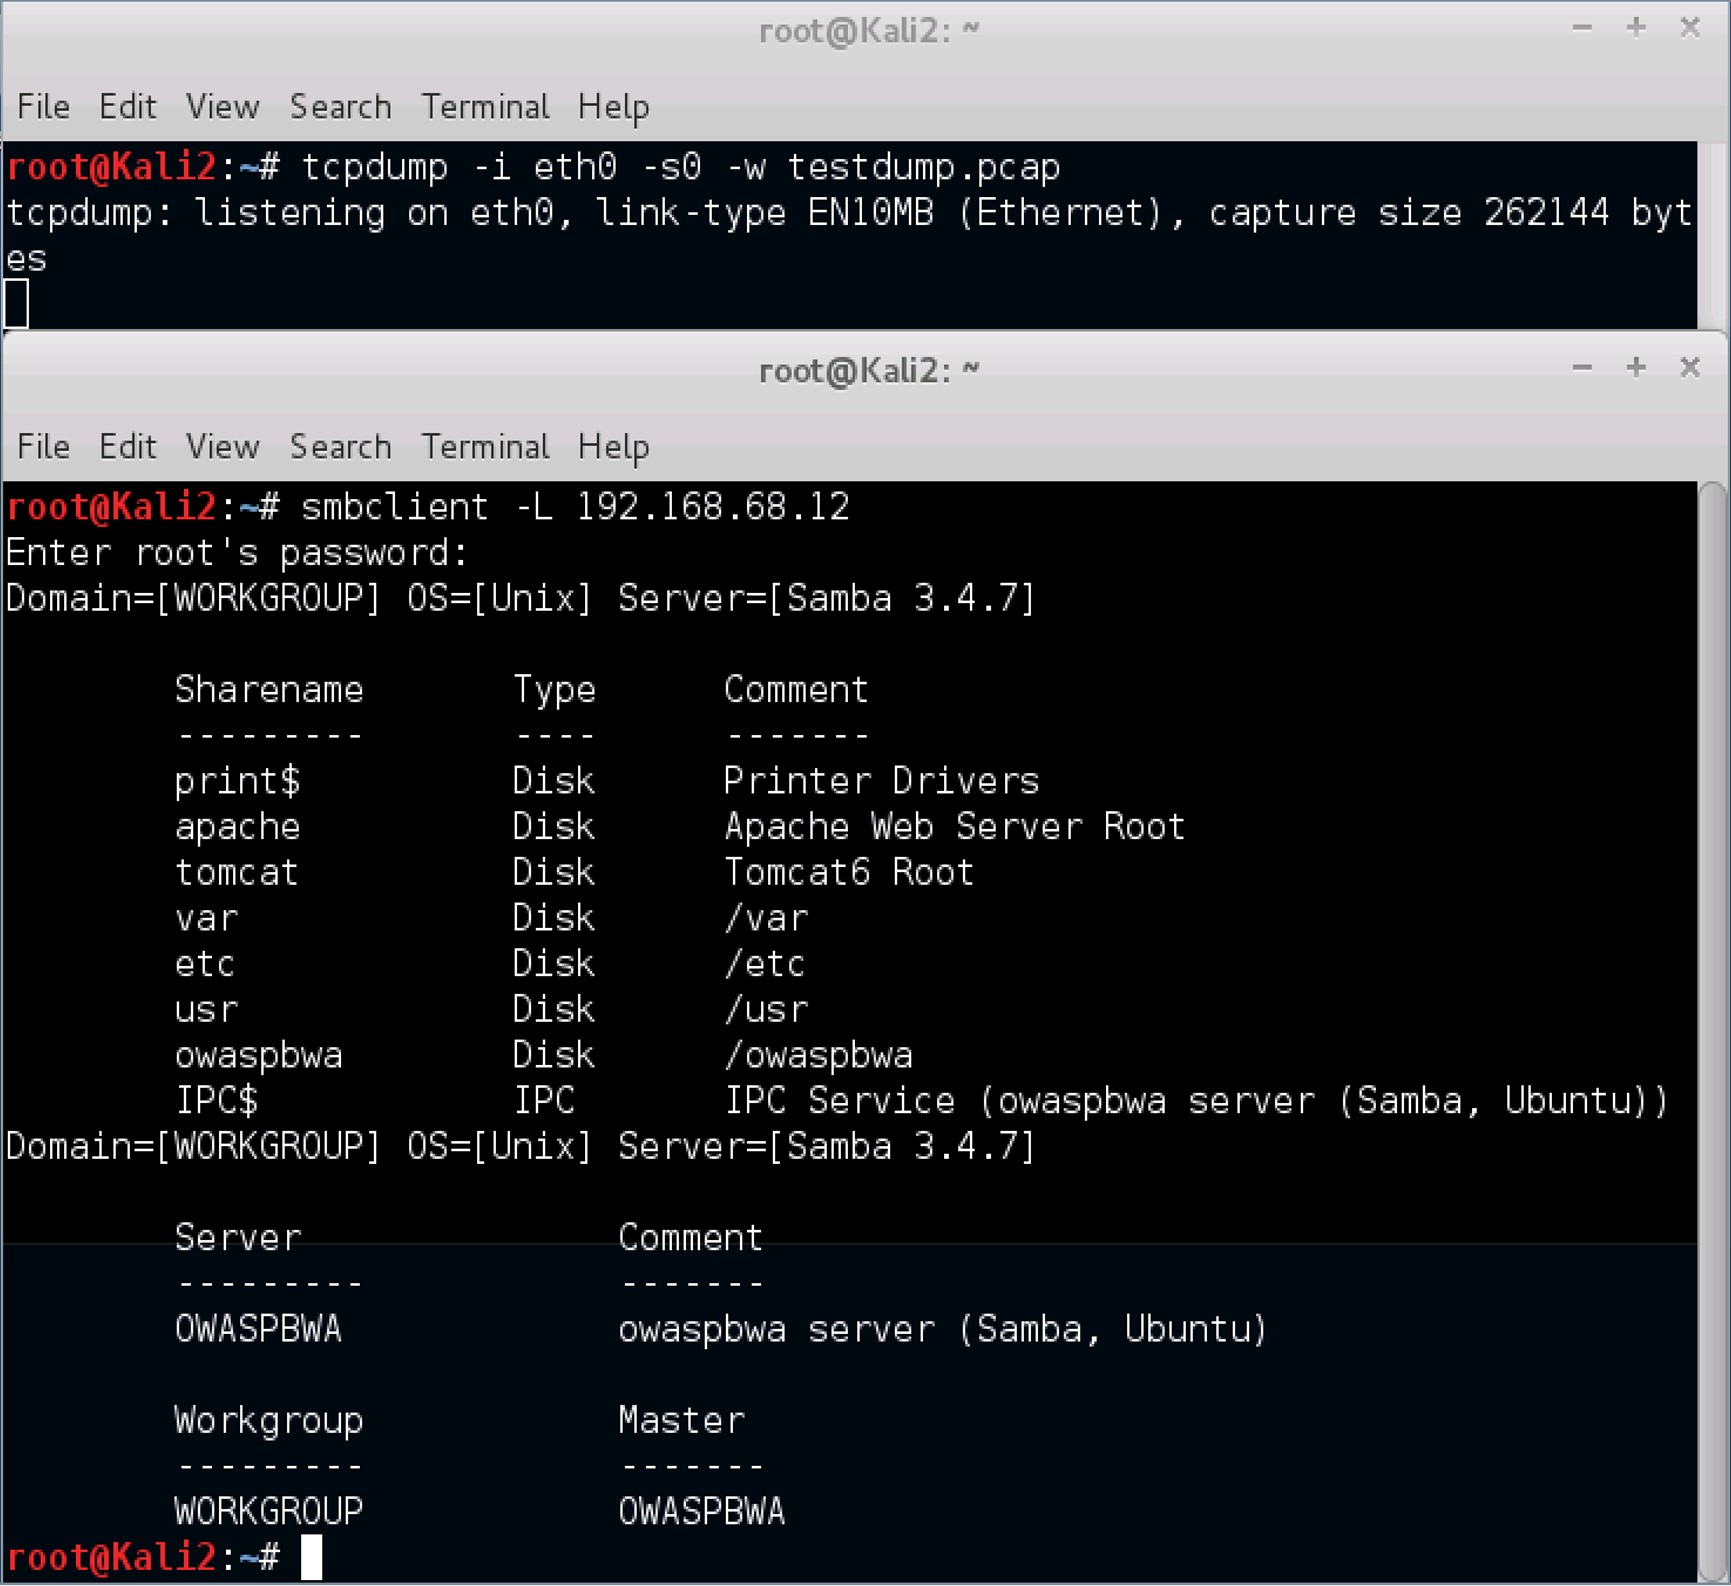 root@Kali2: ~
File Edit View Search Terminal Help
root@Kali2:~# tcpdump -i eth0 -s0 -w testdump.pcap
tcpdump: listening on eth0, link-type EN10MB (Ethernet), capture size 262144 byt
es
root@Kali2: ~
File Edit View Search Terminal Help
root@Kali2:~# smbclient -L 192.168.68.12
Enter root's password:
Domain=[WORKGROUP] OS=[Unix] Server=[Samba 3.4.7]
Sharename Type Comment
--------- ---- -------
print$ Disk Printer Drivers
apache Disk Apache Web Server Root
tomcat Disk Tomcat6 Root
var Disk /var
etc Disk /etc
usr Disk /usr
owaspbwa Disk /owaspbwa
IPC$ IPC IPC Service (owaspbwa server (Samba, Ubuntu))
Domain=[WORKGROUP] OS=[Unix] Server=[Samba 3.4.7]
Server Comment
--------- -------
OWASPBWA owaspbwa server (Samba, Ubuntu)
Workgroup Master
--------- -------
WORKGROUP OWASPBWA
root@Kali2:~#